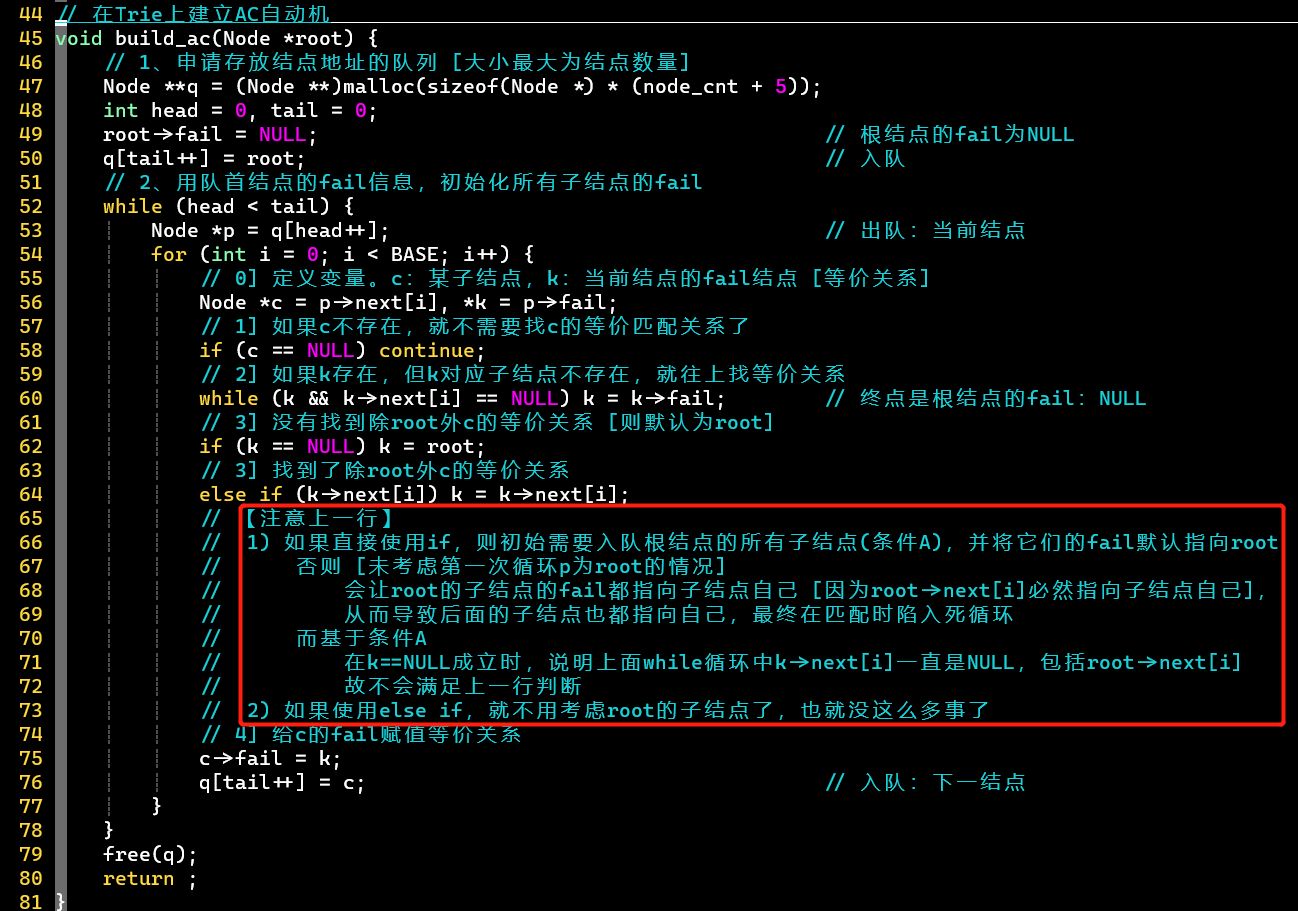 44 // 在Trie上建立AC自动机
45 void build_ac(Node *root) {
46 // 1、申请存放结点地址的队列 [大小最大为结点数量]
47 Node **q = (Node **)malloc(sizeof(Node *) * (node_cnt + 5));
48 int head = 0, tail = 0;
49 root->fail = NULL; // 根结点的fail为NULL
50 q[tail++] = root; // 入队
51 // 2、用队首结点的fail信息，初始化所有子结点的fail
52 while (head < tail) {
53 Node *p = q[head++]; // 出队：当前结点
54 for (int i = 0; i < BASE; i++) {
55 // 0] 定义变量。c：某子结点，k：当前结点的fail结点 [等价关系]
56 Node *c = p->next[i], *k = p->fail;
57 // 1] 如果c不存在，就不需要找c的等价匹配关系了
58 if (c == NULL) continue;
59 // 2] 如果k存在，但k对应子结点不存在，就往上找等价关系
60 while (k && k->next[i] == NULL) k = k->fail; // 终点是根结点的fail：NULL
61 // 3] 没有找到除root外c的等价关系 [则默认为root]
62 if (k == NULL) k = root;
63 // 3] 找到了除root外c的等价关系
64 else if (k->next[i]) k = k->next[i];
65 // 【注意上一行】
66 // 1) 如果直接使用if，则初始需要入队根结点的所有子结点(条件A)，并将它们的fail默认指向root
67 // 否则 [未考虑第一次循环p为root的情况]
68 // 会让root的子结点的fail都指向子结点自己 [因为root->next[i]必然指向子结点自己]，
69 // 从而导致后面的子结点也都指向自己，最终在匹配时陷入死循环
70 // 而基于条件A
71 // 在k==NULL成立时，说明上面while循环中k->next[i]一直是NULL，包括root->next[i]
72 // 故不会满足上一行判断
73 // 2) 如果使用else if，就不用考虑root的子结点了，也就没这么多事了
74 // 4] 给c的fail赋值等价关系
75 c->fail = k;
76 q[tail++] = c; // 入队：下一结点
77 }
78 }
79 free(q);
80 return ;
81 }